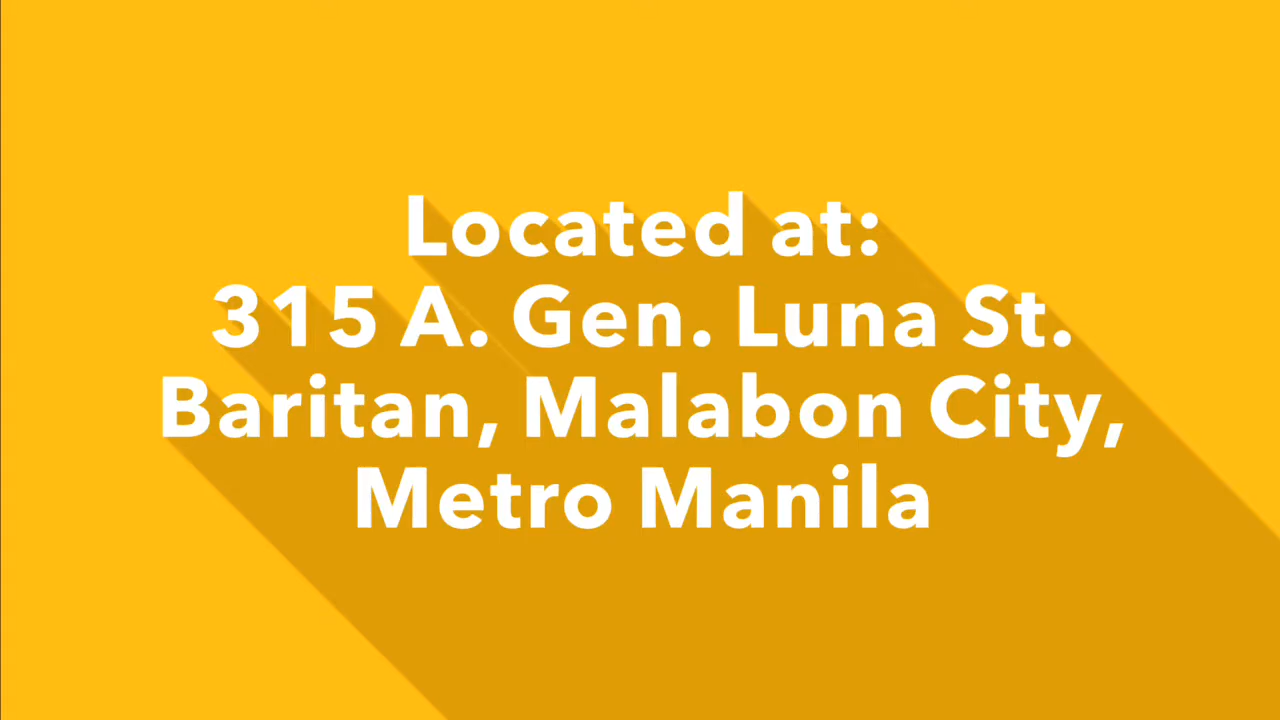 Located at:
315 A. Gen. Luna St.
Baritan, Malabon City,
Metro Manila